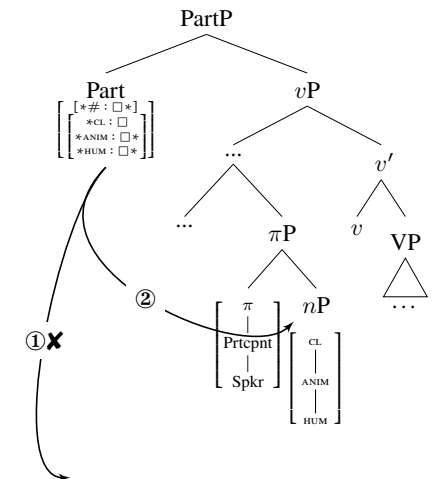 PartP
Part
vP
[*#: □*]
*CL: □
*ANIM: □*
*HUM: □*
...
v′
...
πP
v
VP
②
π
nP
...
①✘
Prtcpnt
CL
Spkr
ANIM
HUM